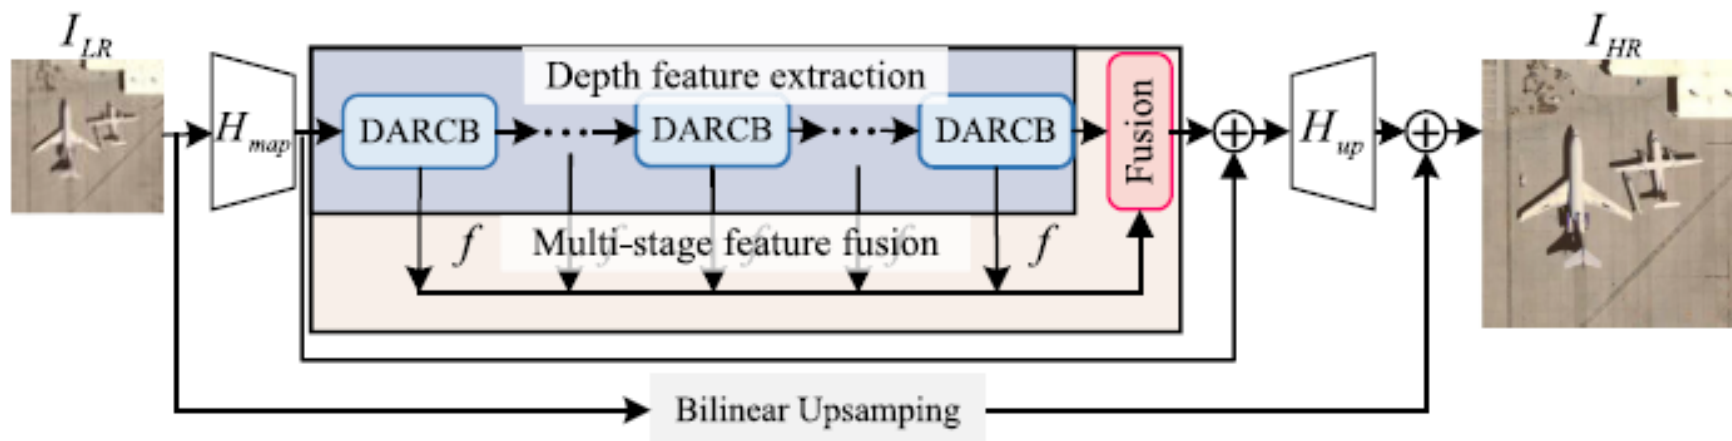 I_LR
H_map
Depth feature extraction
DARCB
DARCB
DARCB
Fusion
f
f
f
f
f
Multi-stage feature fusion
H_up
I_HR
Bilinear Upsamping